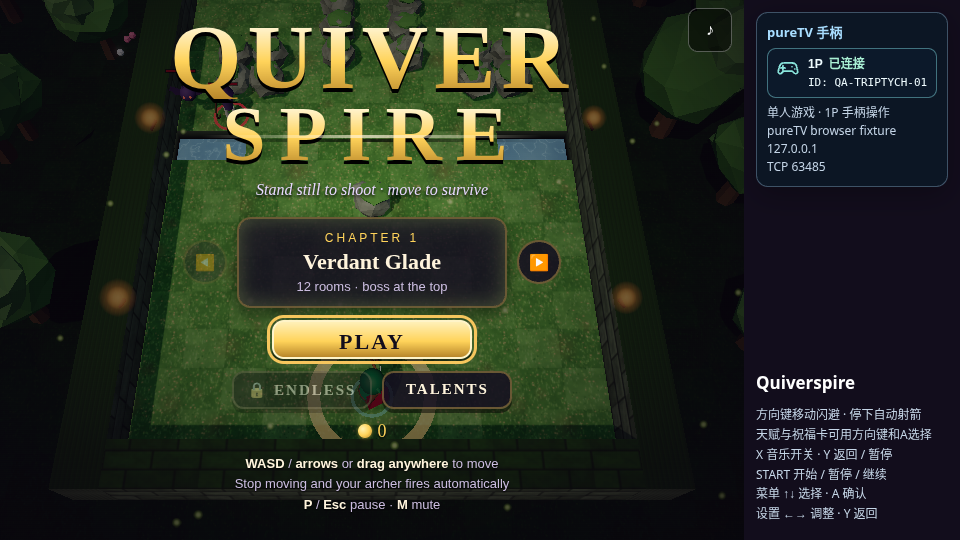 QUIVER
SPIRE
Stand still to shoot · move to survive
CHAPTER 1
Verdant Glade
12 rooms · boss at the top
PLAY
ENDLESS
TALENTS
0
WASD / arrows or drag anywhere to move
Stop moving and your archer fires automatically
P / Esc pause · M mute
pureTV 手柄
1P 已连接
ID: QA-TRIPTYCH-01
单人游戏 · 1P 手柄操作
pureTV browser fixture
127.0.0.1
TCP 63485
Quiverspire
方向键移动闪避 · 停下自动射箭
天赋与祝福卡可用方向键和A选择
X 音乐开关 · Y 返回 / 暂停
START 开始 / 暂停 / 继续
菜单 ↑↓ 选择 · A 确认
设置 ←→ 调整 · Y 返回